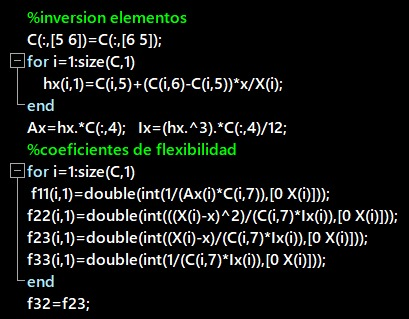 %inversion elementos
C(:,[5 6])=C(:,[6 5]);
for i=1:size(C,1)
hx(i,1)=C(i,5)+(C(i,6)-C(i,5))*x/X(i);
end
Ax=hx.*C(:,4); Ix=(hx.^3).*C(:,4)/12;
%coeficientes de flexibilidad
for i=1:size(C,1)
f11(i,1)=double(int(1/(Ax(i)*C(i,7)),[0 X(i)]));
f22(i,1)=double(int(((X(i)-x)^2)/(C(i,7)*Ix(i)),[0 X(i)]));
f23(i,1)=double(int((X(i)-x)/(C(i,7)*Ix(i)),[0 X(i)]));
f33(i,1)=double(int(1/(C(i,7)*Ix(i)),[0 X(i)]));
end
f32=f23;